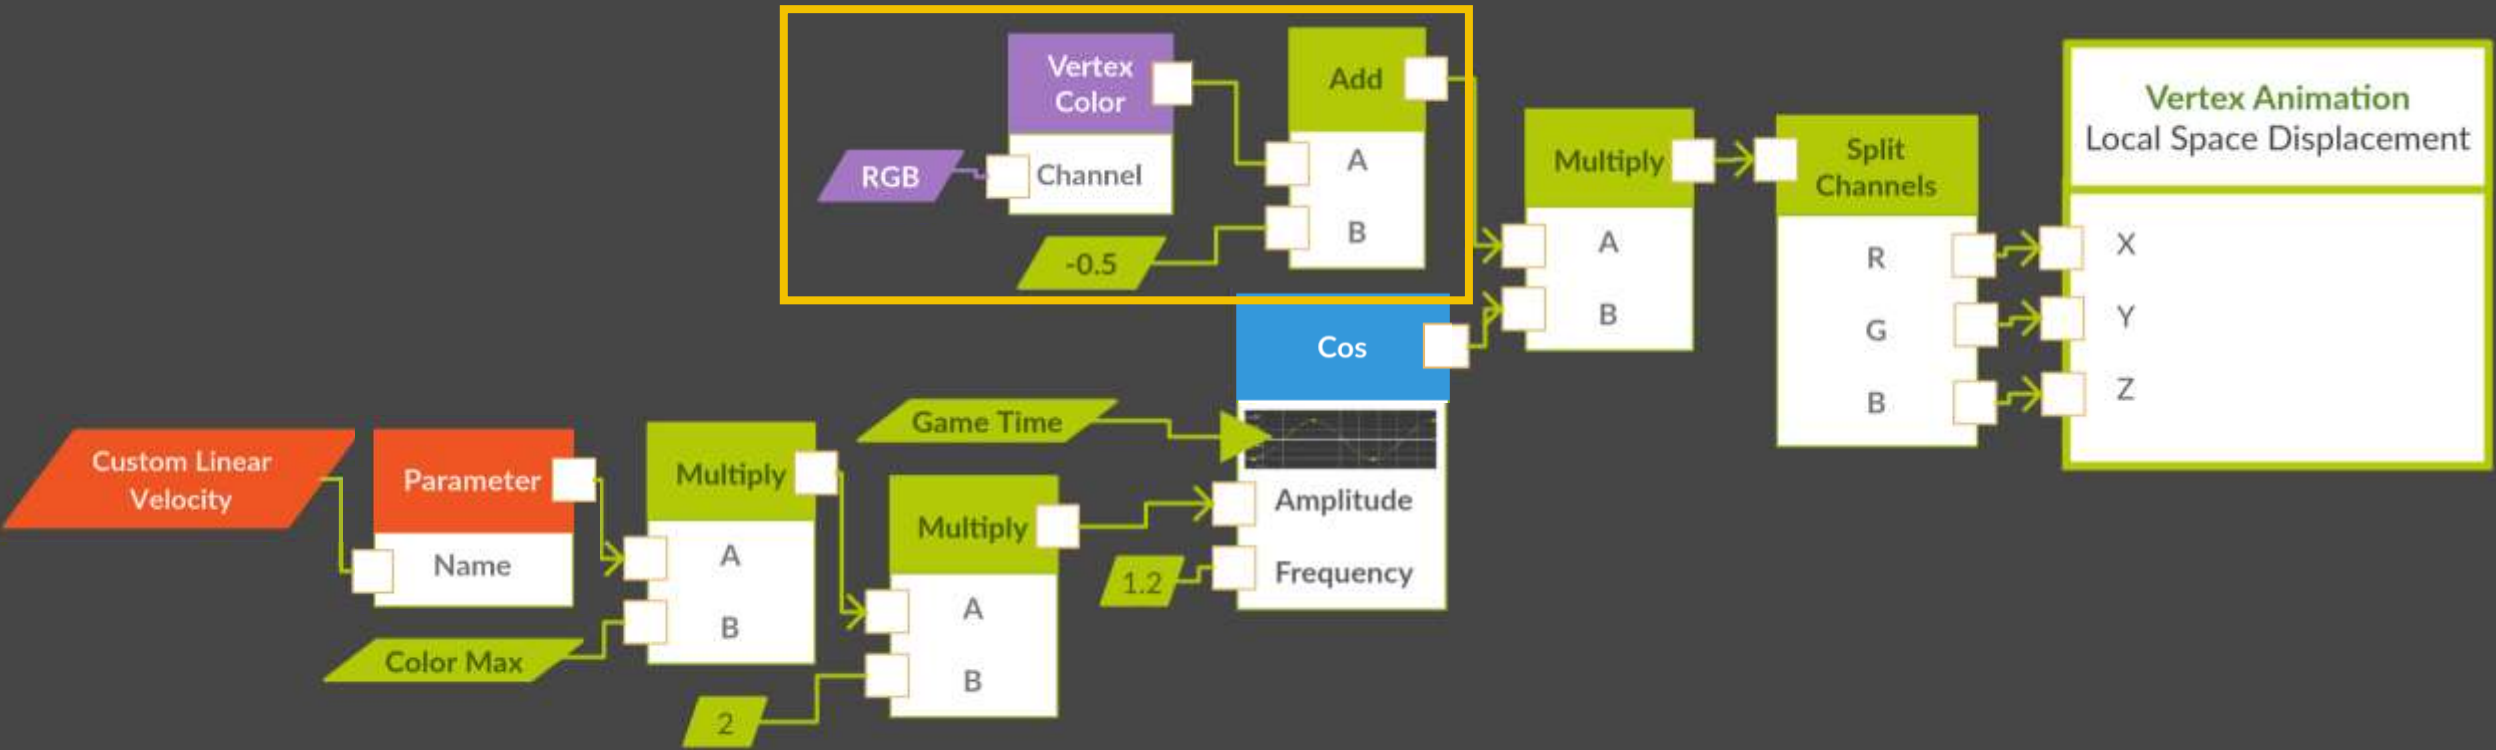 Vertex
Color
RGB
Channel
-0.5
Add
A
B
Multiply
A
B
Split
Channels
R
G
B
Vertex Animation
Local Space Displacement
X
Y
Z
Custom Linear
Velocity
Parameter
Name
Color Max
Multiply
A
B
2
Multiply
A
B
Game Time
1.2
Cos
Amplitude
Frequency